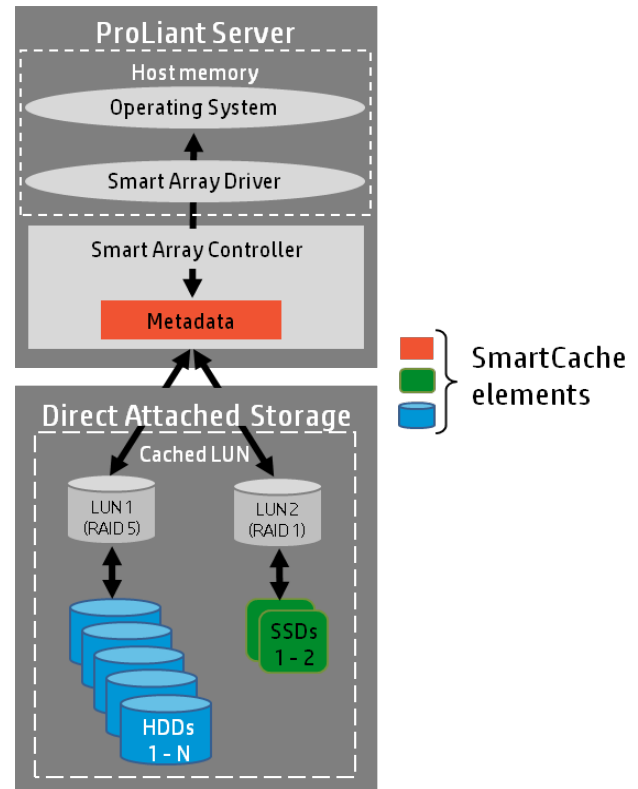 ProLiant Server
Host memory
Operating System
Smart Array Driver
Smart Array Controller
Metadata
SmartCache
elements
Direct Attached Storage
Cached LUN
LUN 1
(RAID 5)
LUN 2
(RAID 1)
SSDs
1 - 2
HDDs
1 - N